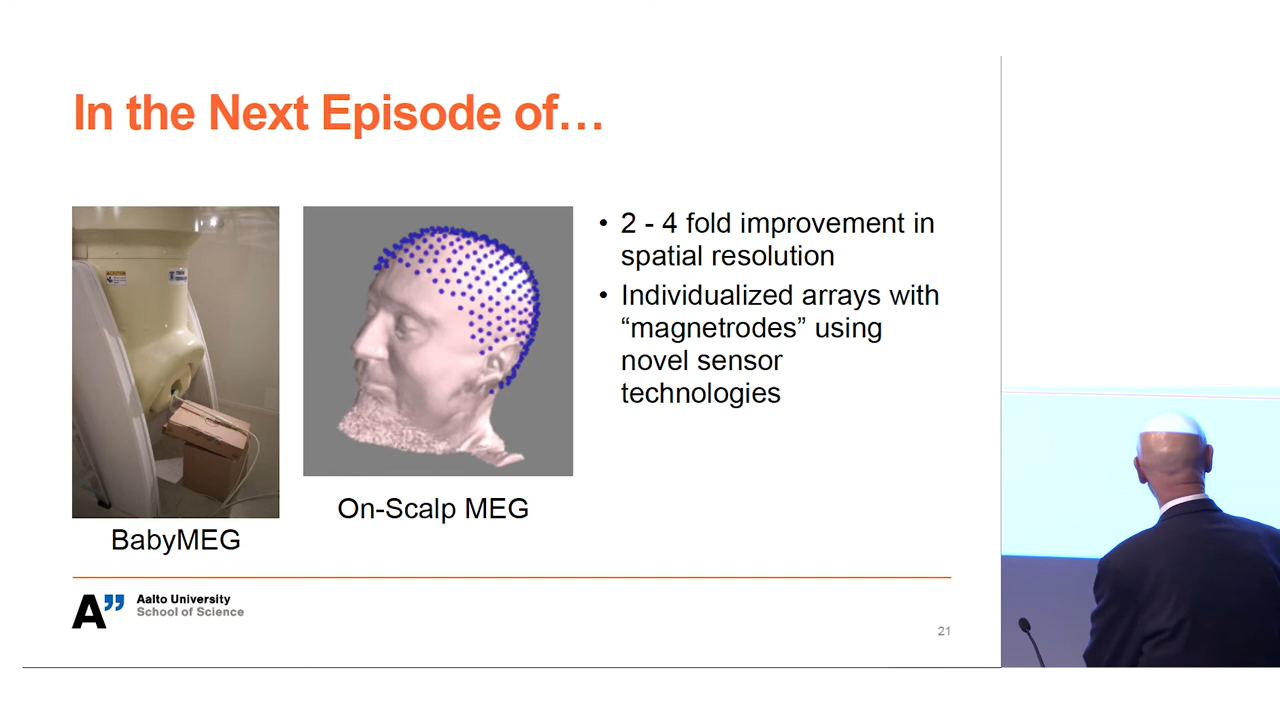 In the Next Episode of…
• 2 - 4 fold improvement in
spatial resolution
• Individualized arrays with
“magnetrodes” using
novel sensor
technologies
On-Scalp MEG
BabyMEG
A”
Aalto University
School of Science
21